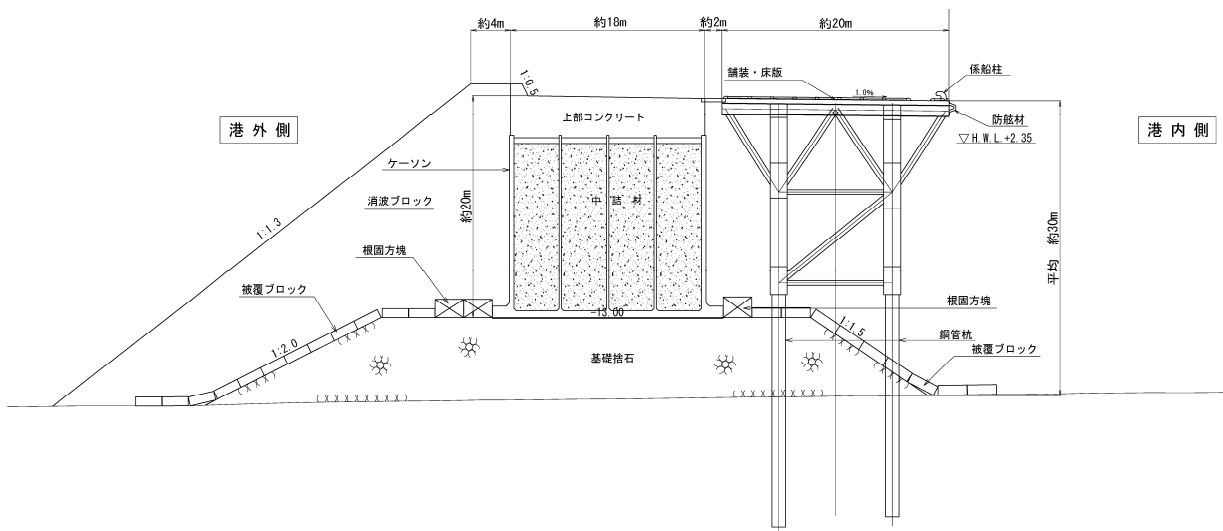 約4m
約18m
約2m
約20m
1:0.5
舗装・床版
1.0%
係船柱
上部コンクリート
防舷材
港外側
▽H.W.L.+2.35
港内側
ケーソン
消波ブロック
約20m
中詰材
1:1.3
平均 約30m
根固方塊
被覆ブロック
-13.00
根固方塊
1:2.0
1:1.5
鋼管杭
基礎捨石
被覆ブロック